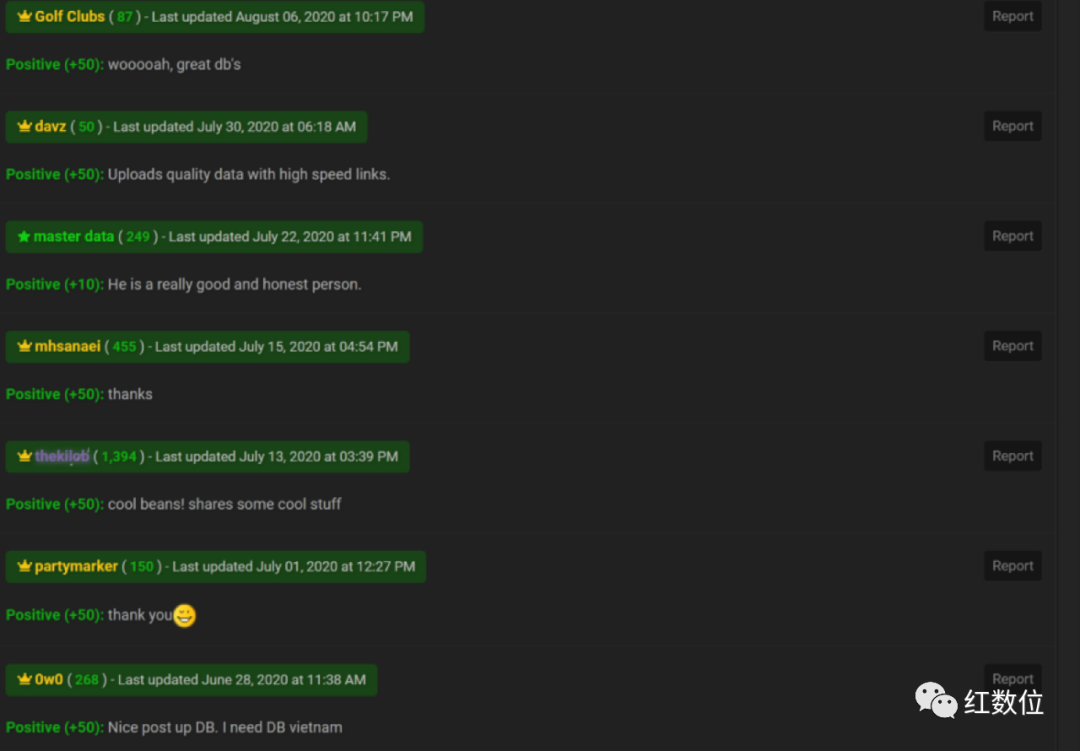 Golf Clubs ( 87 ) - Last updated August 06, 2020 at 10:17 PM Report
Positive (+50): wooooah, great db's
davz ( 50 ) - Last updated July 30, 2020 at 06:18 AM Report
Positive (+50): Uploads quality data with high speed links.
master data ( 249 ) - Last updated July 22, 2020 at 11:41 PM Report
Positive (+10): He is a really good and honest person.
mhsanaei ( 455 ) - Last updated July 15, 2020 at 04:54 PM Report
Positive (+50): thanks
( 1,394 ) - Last updated July 13, 2020 at 03:39 PM Report
Positive (+50): cool beans! shares some cool stuff
partymarker ( 150 ) - Last updated July 01, 2020 at 12:27 PM Report
Positive (+50): thank you
0w0 ( 268 ) - Last updated June 28, 2020 at 11:38 AM Report
Positive (+50): Nice post up DB. I need DB vietnam
红数位